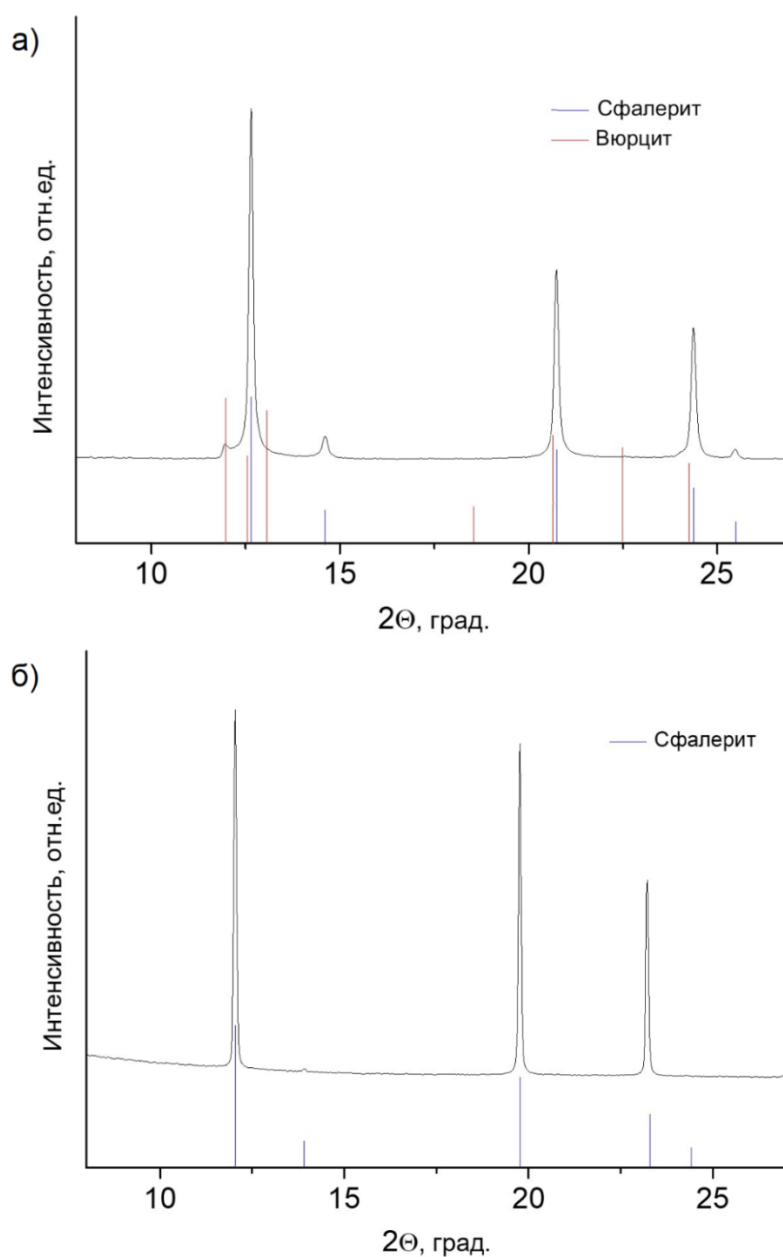 а)
Сфалерит
Вюрцит
Интенсивность, отн.ед.
10 15 20 25
2Θ, град.
б)
Сфалерит
Интенсивность, отн.ед.
10 15 20 25
2Θ, град.